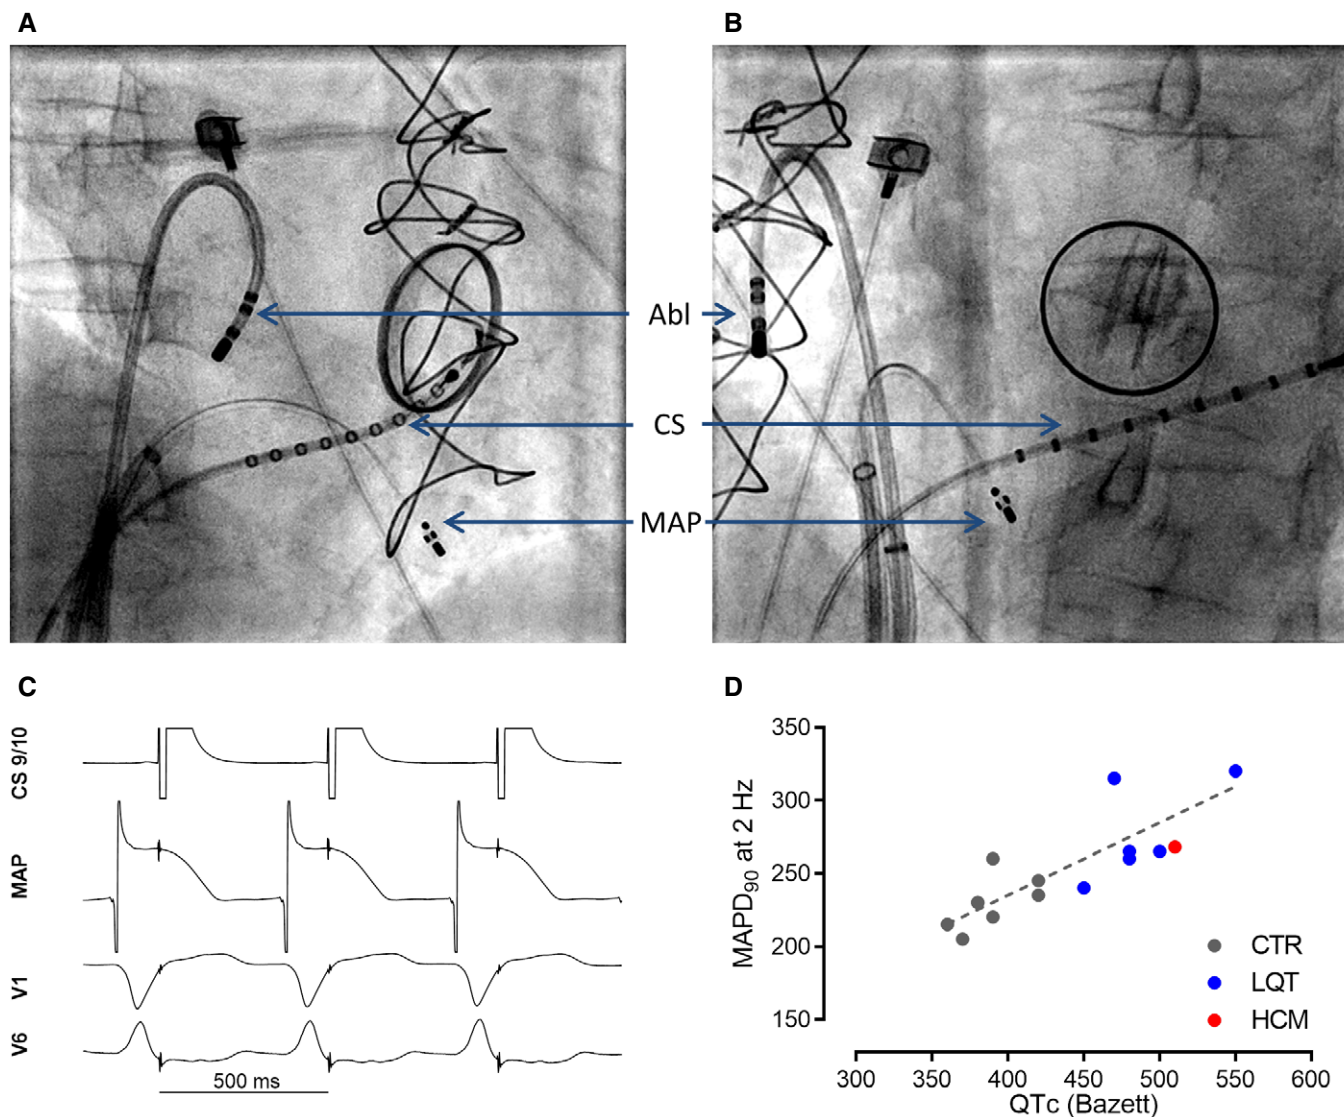 A
B
Abl
CS
MAP
C
D
CS 9/10
MAP
V1
V6
500 ms
MAPD90 at 2 Hz
350
300
250
200
150
CTR
LQT
HCM
300 350 400 450 500 550 600
QTc (Bazett)